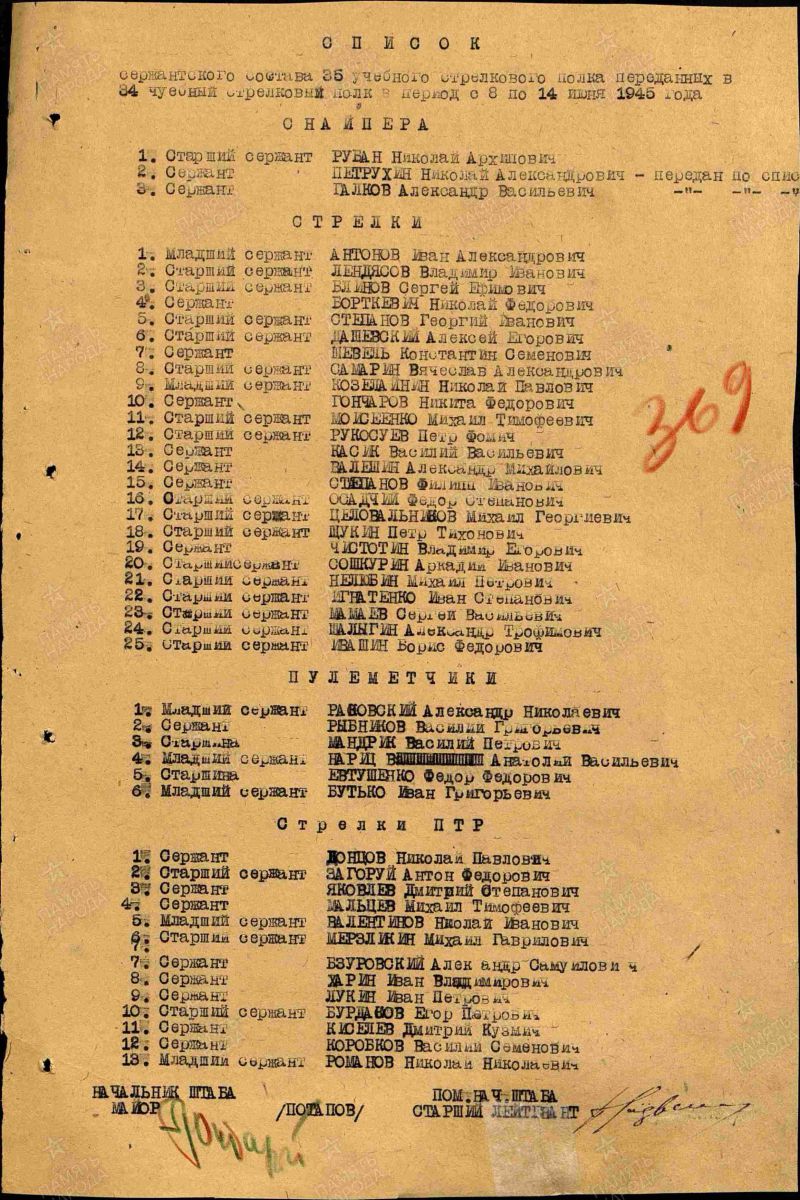 СПИСОК
сержантского состава 35 учебного стрелкового полка переданных в
34 чуебный стрелковый полк в период с 8 по 14 июня 1945 года
СНАЙПЕРА
1. Старший сержант РУБАН Николай Архипович
2. Сержант ПЕТРУХИН Николай Александрович - передан по спис
3. Сержант ГАЛКОВ Александр Васильевич -"- -"- -"
СТРЕЛКИ
1. Младший сержант АНТОНОВ Иван Александрович
2. Старший сержант ЛЕНДЯСОВ Владимир Иванович
3. Старший сержант БЛИНОВ Сергей Ефимович
4. Сержант БОРТКЕВИЧ Николай Федорович
5. Старший сержант СТЕПАНОВ Георгий Иванович
6. Старший сержант ДАШЕВСКИЙ Алексей Егорович
7. Сержант ШЕВЕЛЬ Константин Семенович
8. Старший сержант САМАРИН Вячеслав Александрович
9. Младший сержант КОЗЕЛАИНИН Николай Павлович
10. Сержант ГОНЧАРОВ Никита Федорович
11. Старший сержант МОИСЕЕНКО Михаил Тимофеевич
12. Старший сержант РУКОСУЕВ Петр Фомич
13. Сержант КАСИК Василий Васильевич
14. Сержант ВАЛЕШИН Александр Михайлович
15. Сержант СТЕПАНОВ Филипп Иванович
16. Старший сержант ОСАДЧИЙ Федор Степанович
17. Старший сержант ЦЕЛОВАЛЬНИКОВ Михаил Георгиевич
18. Старший сержант ЩУКИН Петр Тихонович
19. Сержант ЧИСТОТИН Владимир Егорович
20. Старшийсержант СОШКУРИН Аркадий Иванович
21. Старший сержант НЕЛЮБИН Михаил Петрович
22. Старший сержант ИГНАТЕНКО Иван Степанович
23. Старший сержант МАМАЕВ Сергей Васильевич
24. Старший сержант МАЛЫГИН Александр Трофимович
25. Старший сержант ИВАШИН Борис Федорович
369
ПУЛЕМЕТЧИКИ
1. Младший сержант РАКОВСКИЙ Александр Николаевич
2. Сержант РЫБНИКОВ Василий Григорьевич
3. Старшина МАНДРИК Василий Петрович
4. Младший сержант НАРИЦ Анатолий Васильевич
5. Старшина ЕВТУШЕНКО Федор Федорович
6. Младший сержант БУТЬКО Иван Григорьевич
Стрелки ПТР
1. Сержант ДОНЦОВ Николай Павлович
2. Старший сержант ЗАГОРУЙ Антон Федорович
3. Сержант ЯКОВЛЕВ Дмитрий Степанович
4. Сержант МАЛЬЦЕВ Михаил Тимофеевич
5. Младший сержант ВАЛЕНТИНОВ Николай Иванович
6. Старший сержант МЕРЗЛИКИН Михаил Гаврилович
7.
7. Сержант БЗУРОВСКИЙ Алек андр Самуилови ч
8. Сержант ХАРИН Иван Владимирович
9. Сержант ЛУКИН Иван Петрович
10. Старший сержант БУРДАКОВ Егор Петрович
11. Сержант КИСЕЛЕВ Дмитрий Кузмич
12. Сержант КОРОБКОВ Василий Семенович
13. Младший сержант РОМАНОВ Николай Николаевич
НАЧАЛЬНИК ШТАБА ПОМ.НАЧ.ШТАБА
МАЙОР /ПОТАПОВ/ СТАРШИЙ ЛЕЙТЕНАНТ